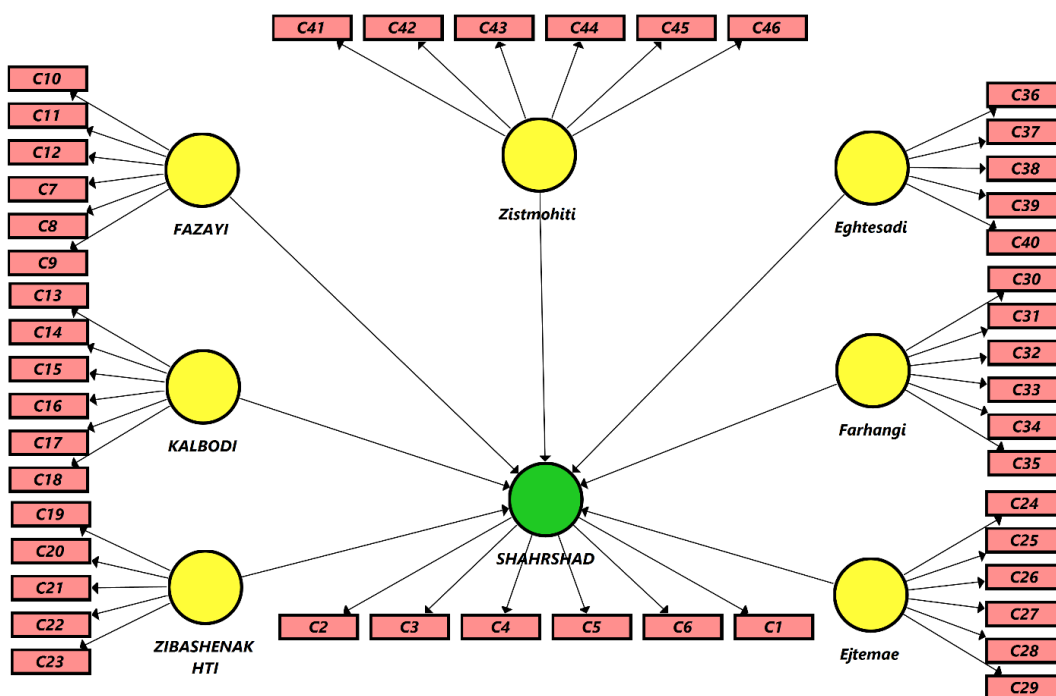 C41
C42
C43
C44
C45
C46
C10
C11
C12
C7
C8
C9
FAZAYI
Zistmohiti
C36
C37
C38
C39
C40
Eghtesadi
C13
C14
C15
C16
C17
C18
KALBODI
C30
C31
C32
C33
C34
C35
Farhangi
C19
C20
C21
C22
C23
ZIBASHENAK
HTI
SHAHRSHAD
C2
C3
C4
C5
C6
C1
C24
C25
C26
C27
C28
C29
Ejtemae